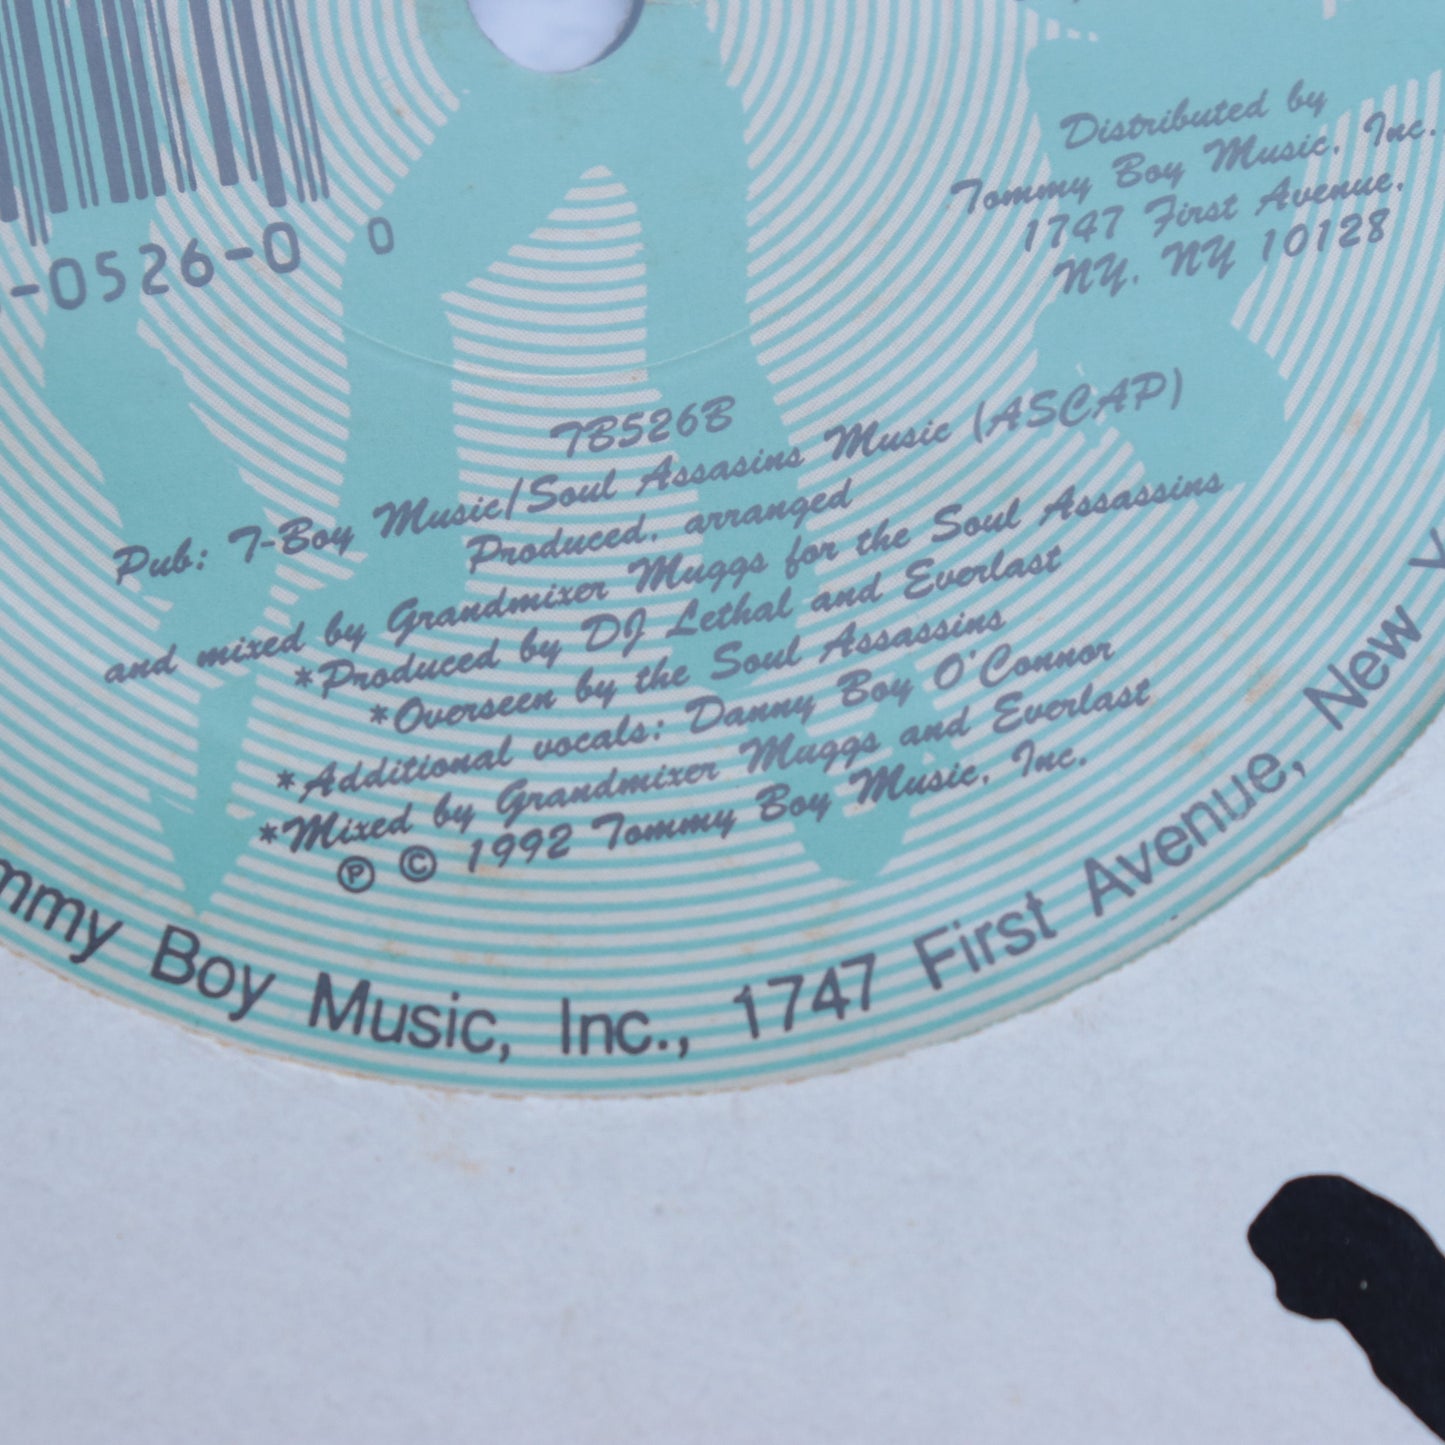 -0526-0 0
Distributed by
Tommy Boy Music, Inc.
1747 First Avenue,
NY, NY 10128
TB526B
Pub: T-Boy Music/Soul Assasins Music (ASCAP)
Produced, arranged
and mixed by Grandmixer Muggs for the Soul Assassins
*Produced by DJ Lethal and Everlast
*Overseen by the Soul Assassins
*Additional vocals: Danny Boy O'Connor
*Mixed by Grandmixer Muggs and Everlast
Ⓟ © 1992 Tommy Boy Music, Inc.
mmy Boy Music, Inc., 1747 First Avenue, New Y